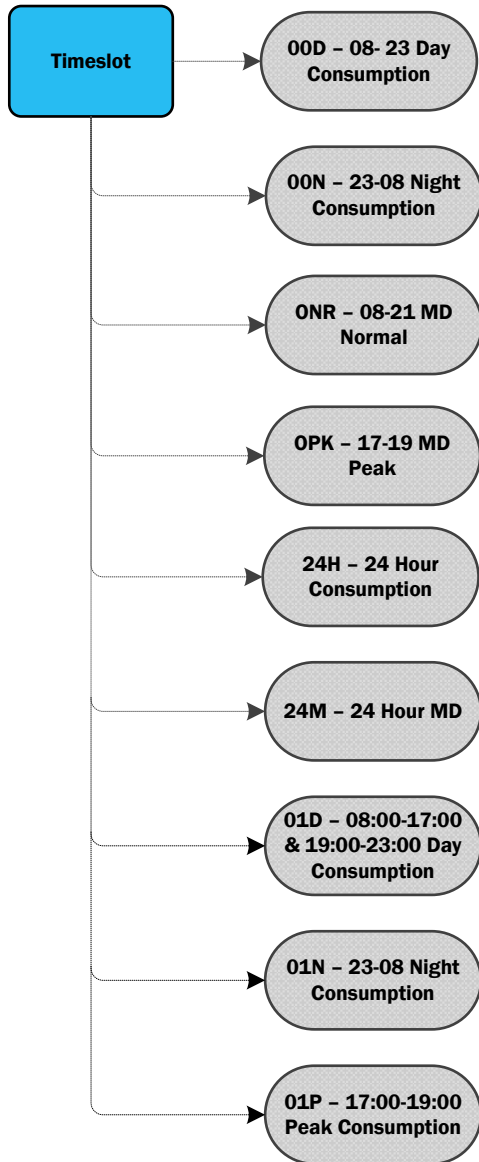 Timeslot
00D – 08- 23 Day
Consumption
00N – 23-08 Night
Consumption
ONR – 08-21 MD
Normal
OPK – 17-19 MD
Peak
24H – 24 Hour
Consumption
24M – 24 Hour MD
01D – 08:00-17:00
& 19:00-23:00 Day
Consumption
01N – 23-08 Night
Consumption
01P – 17:00-19:00
Peak Consumption